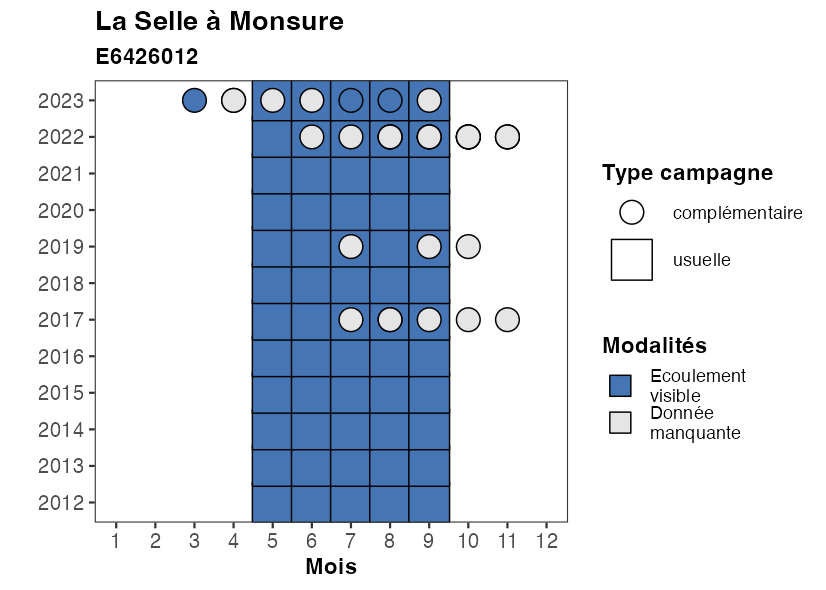 La Selle à Monsure
E6426012
2023
2022
2021
2020
2019
2018
2017
2016
2015
2014
2013
2012
1 2 3 4 5 6 7 8 9 10 11 12
Mois
Type campagne
complémentaire
usuelle
Modalités
Ecoulement
visible
Donnée
manquante